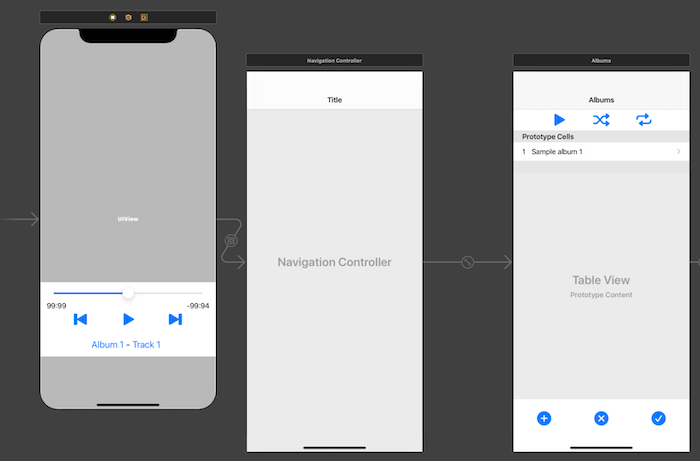 Navigation Controller
Albums
Title
Albums
Prototype Cells
1 Sample album 1
UIView
Navigation Controller
Table View
Prototype Content
99:99
-99:94
Album 1 - Track 1